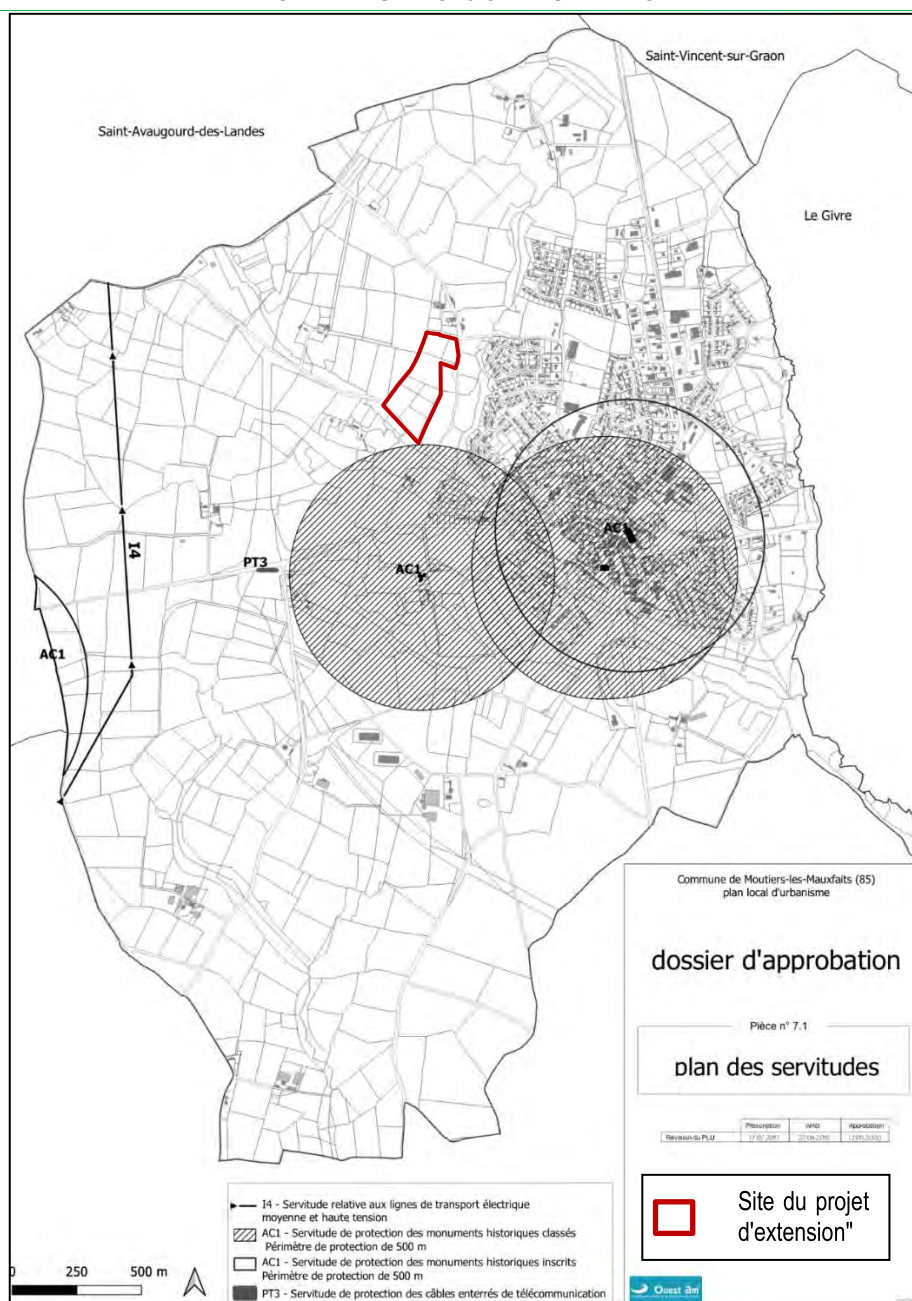 Saint-Vincent-sur-Graon
Saint-Avaugourd-des-Landes
Le Givre
I4
PT3
AC1
AC1
AC1
Commune de Moutiers-les-Mauxfaits (85)
plan local d'urbanisme
dossier d'approbation
Pièce n° 7.1
plan des servitudes
Prescription Arrêt Approbation
Révision du PLU
Site du projet
d'extension"
I4 - Servitude relative aux lignes de transport électrique
moyenne et haute tension
AC1 - Servitude de protection des monuments historiques classés
Périmètre de protection de 500 m
AC1 - Servitude de protection des monuments historiques inscrits
Périmètre de protection de 500 m
PT3 - Servitude de protection des câbles enterrés de télécommunication
0 250 500 m
Ouest am